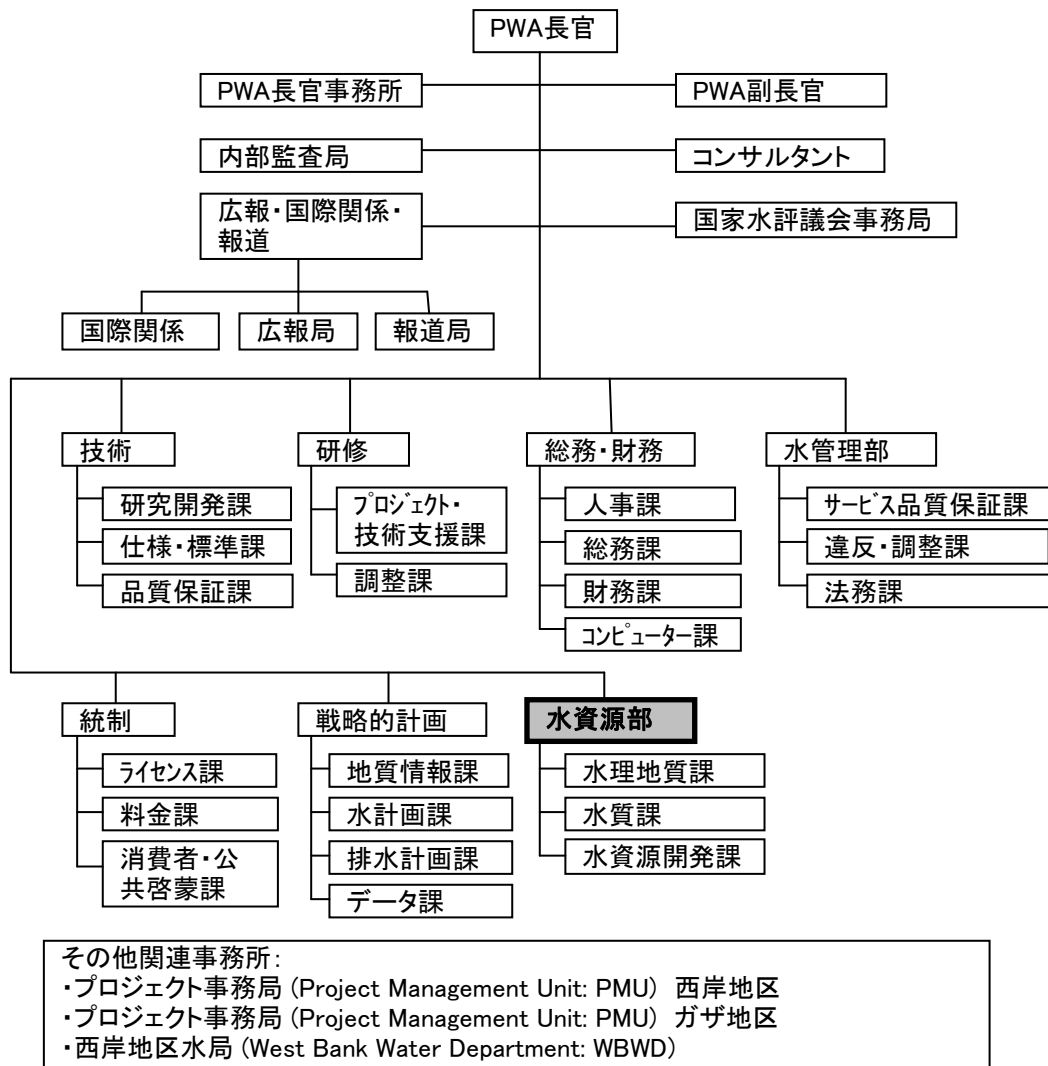 PWA長官
PWA長官事務所
PWA副長官
内部監査局
コンサルタント
広報・国際関係・
報道
国家水評議会事務局
国際関係
広報局
報道局
技術
研修
総務・財務
水管理部
研究開発課
仕様・標準課
品質保証課
プロジェクト・
技術支援課
調整課
人事課
総務課
財務課
コンピューター課
サービス品質保証課
違反・調整課
法務課
統制
戦略的計画
水資源部
ライセンス課
料金課
消費者・公
共啓蒙課
地質情報課
水計画課
排水計画課
データ課
水理地質課
水質課
水資源開発課
その他関連事務所:
・プロジェクト事務局 (Project Management Unit: PMU) 西岸地区
・プロジェクト事務局 (Project Management Unit: PMU) ガザ地区
・西岸地区水局 (West Bank Water Department: WBWD)